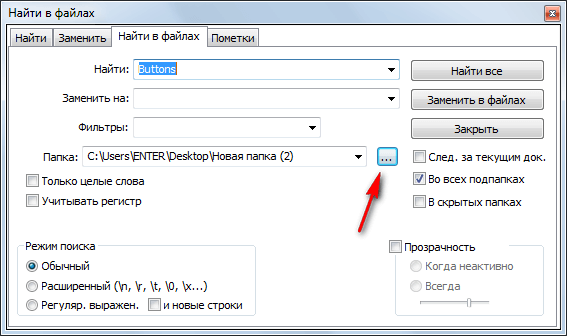 Найти в файлах
Найти Заменить Найти в файлах Пометки
Найти: Buttons Найти все
Заменить на: Заменить в файлах
Фильтры: Закрыть
Папка: C:\Users\ENTER\Desktop\Новая папка (2) ... След. за текущим док.
Только целые слова Во всех подпапках
Учитывать регистр В скрытых папках
Режим поиска Прозрачность
Обычный Когда неактивно
Расширенный (\n, \r, \t, \0, \x...) Всегда
Регуляр. выражен. и новые строки